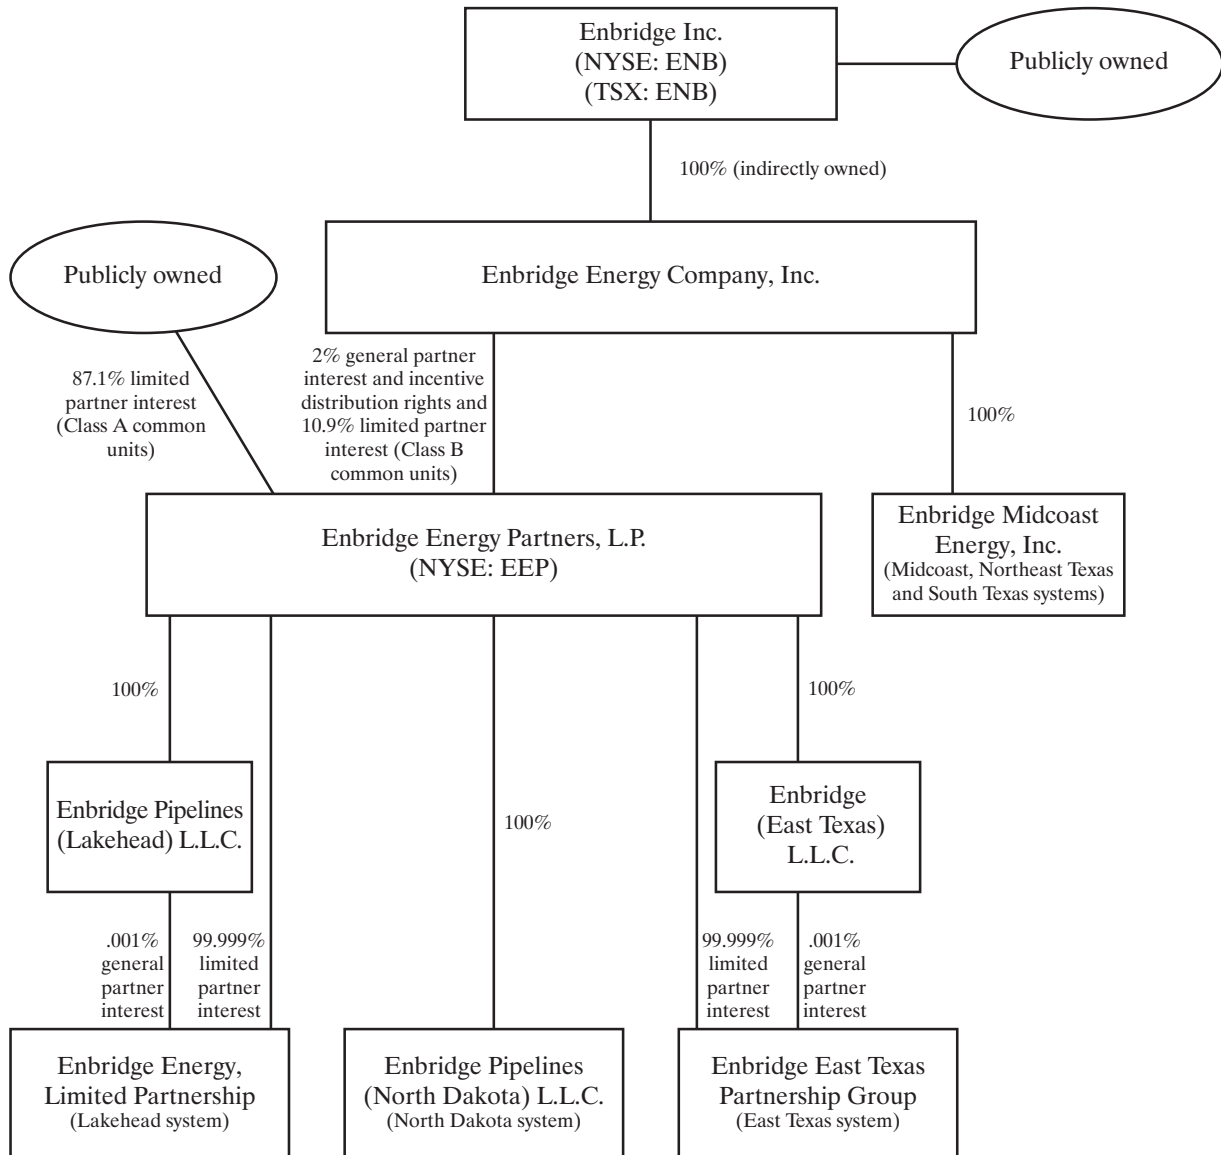 Enbridge Inc.
(NYSE: ENB)
(TSX: ENB)
Publicly owned
100% (indirectly owned)
Publicly owned
Enbridge Energy Company, Inc.
87.1% limited
partner interest
(Class A common
units)
2% general partner
interest and incentive
distribution rights and
10.9% limited partner
interest (Class B
common units)
100%
Enbridge Energy Partners, L.P.
(NYSE: EEP)
Enbridge Midcoast
Energy, Inc.
(Midcoast, Northeast Texas
and South Texas systems)
100%
100%
Enbridge Pipelines
(Lakehead) L.L.C.
100%
Enbridge
(East Texas)
L.L.C.
.001%
general
partner
interest
99.999%
limited
partner
interest
99.999%
limited
partner
interest
.001%
general
partner
interest
Enbridge Energy,
Limited Partnership
(Lakehead system)
Enbridge Pipelines
(North Dakota) L.L.C.
(North Dakota system)
Enbridge East Texas
Partnership Group
(East Texas system)